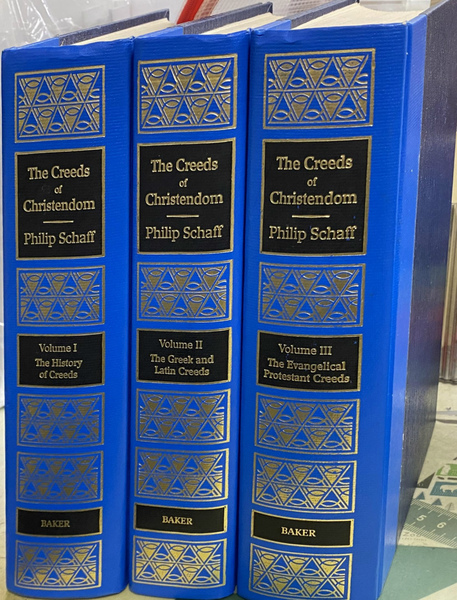 The Creeds
of
Christendom
Philip Schaff
Volume I
The History
of Creeds
BAKER
The Creeds
of
Christendom
Philip Schaff
Volume II
The Greek and
Latin Creeds
BAKER
The Creeds
of
Christendom
Philip Schaff
Volume III
The Evangelical
Protestant Creeds
BAKER
5
6